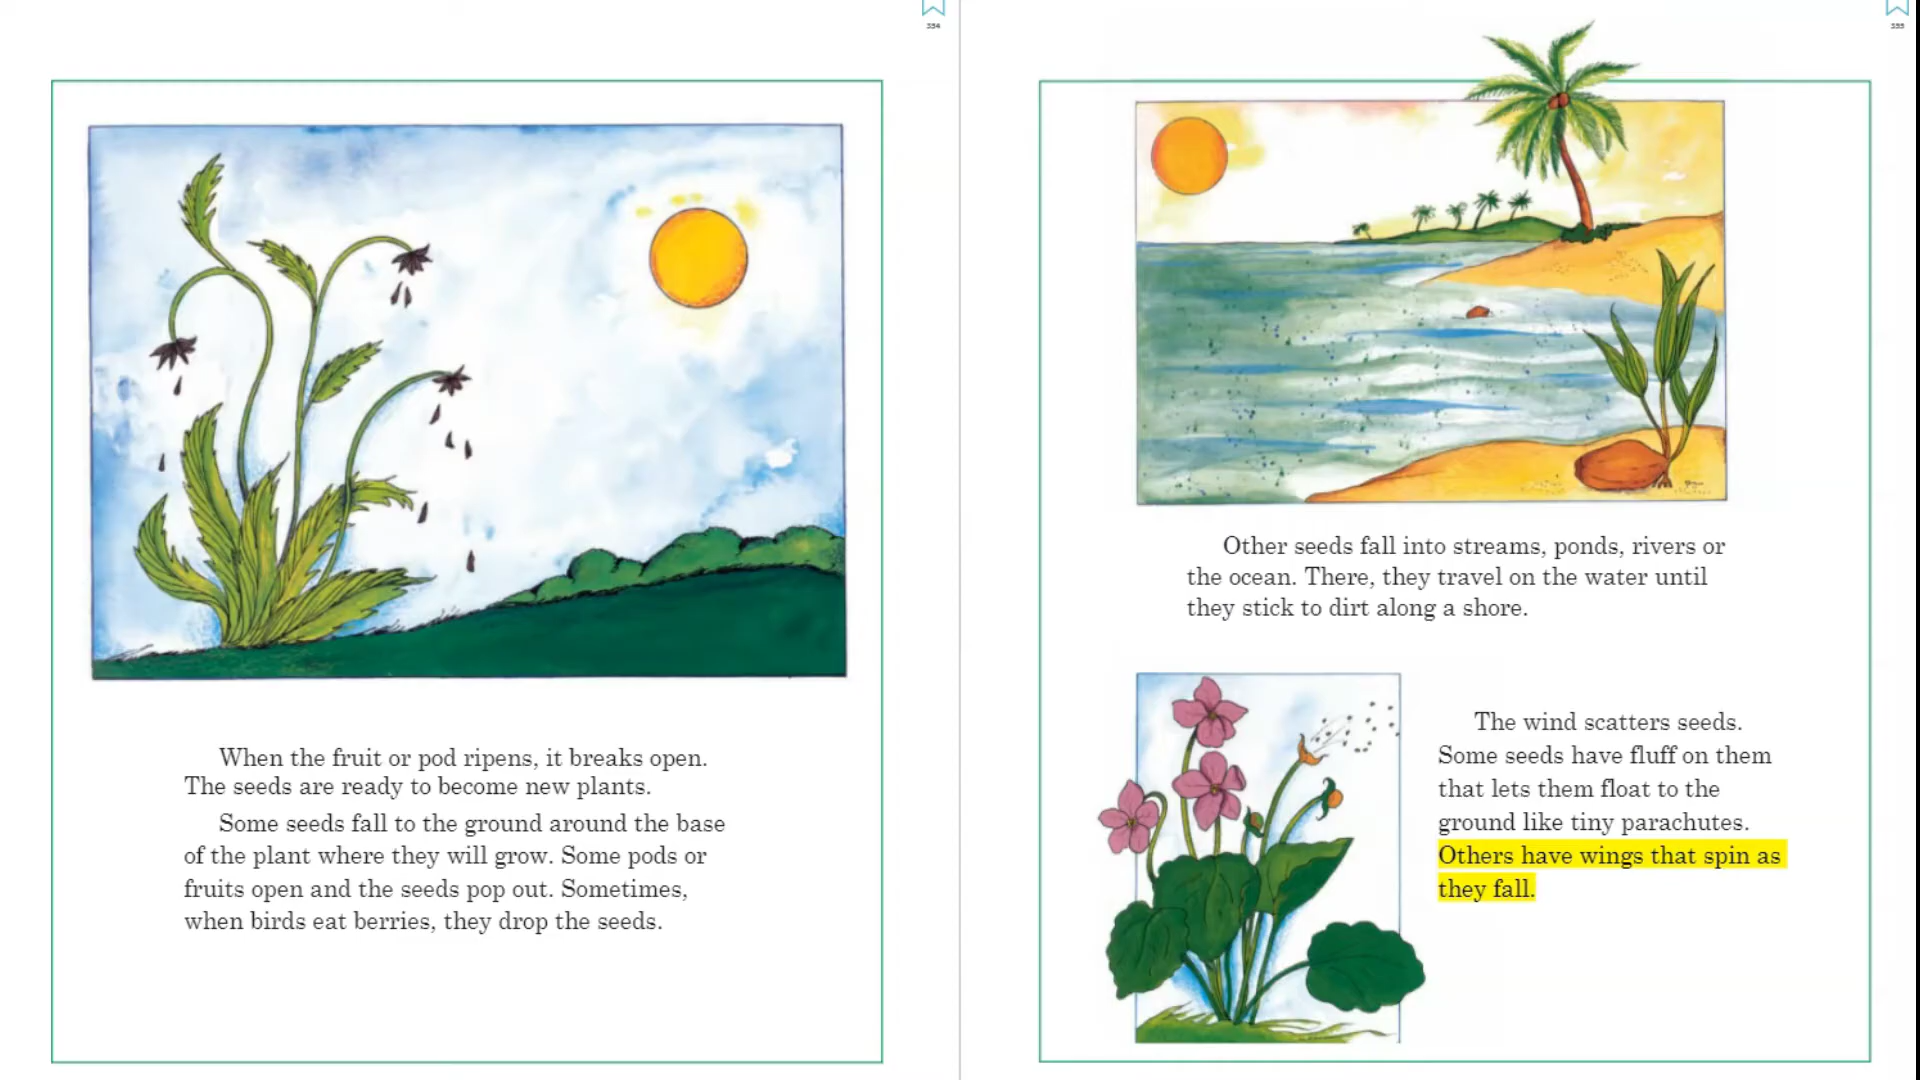 334
When the fruit or pod ripens, it breaks open.
The seeds are ready to become new plants.
Some seeds fall to the ground around the base
of the plant where they will grow. Some pods or
fruits open and the seeds pop out. Sometimes,
when birds eat berries, they drop the seeds.
335
Other seeds fall into streams, ponds, rivers or
the ocean. There, they travel on the water until
they stick to dirt along a shore.
The wind scatters seeds.
Some seeds have fluff on them
that lets them float to the
ground like tiny parachutes.
Others have wings that spin as
they fall.